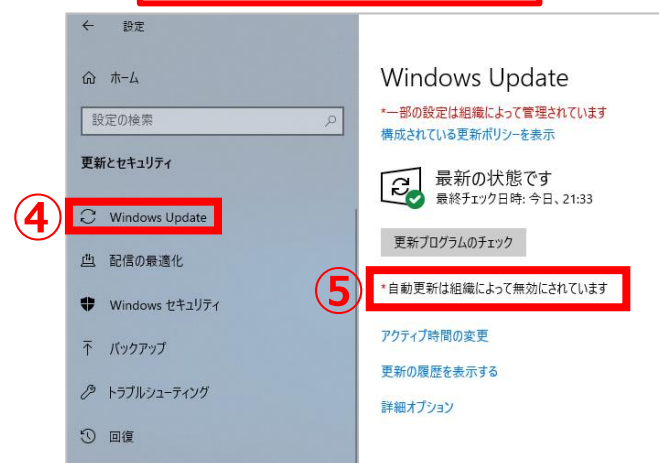 ← 設定
ホーム
設定の検索
更新とセキュリティ
④ Windows Update
配信の最適化
Windows セキュリティ
バックアップ
トラブルシューティング
回復
Windows Update
*一部の設定は組織によって管理されています
構成されている更新ポリシーを表示
最新の状態です
最終チェック日時: 今日、21:33
更新プログラムのチェック
⑤ *自動更新は組織によって無効にされています
アクティブ時間の変更
更新の履歴を表示する
詳細オプション